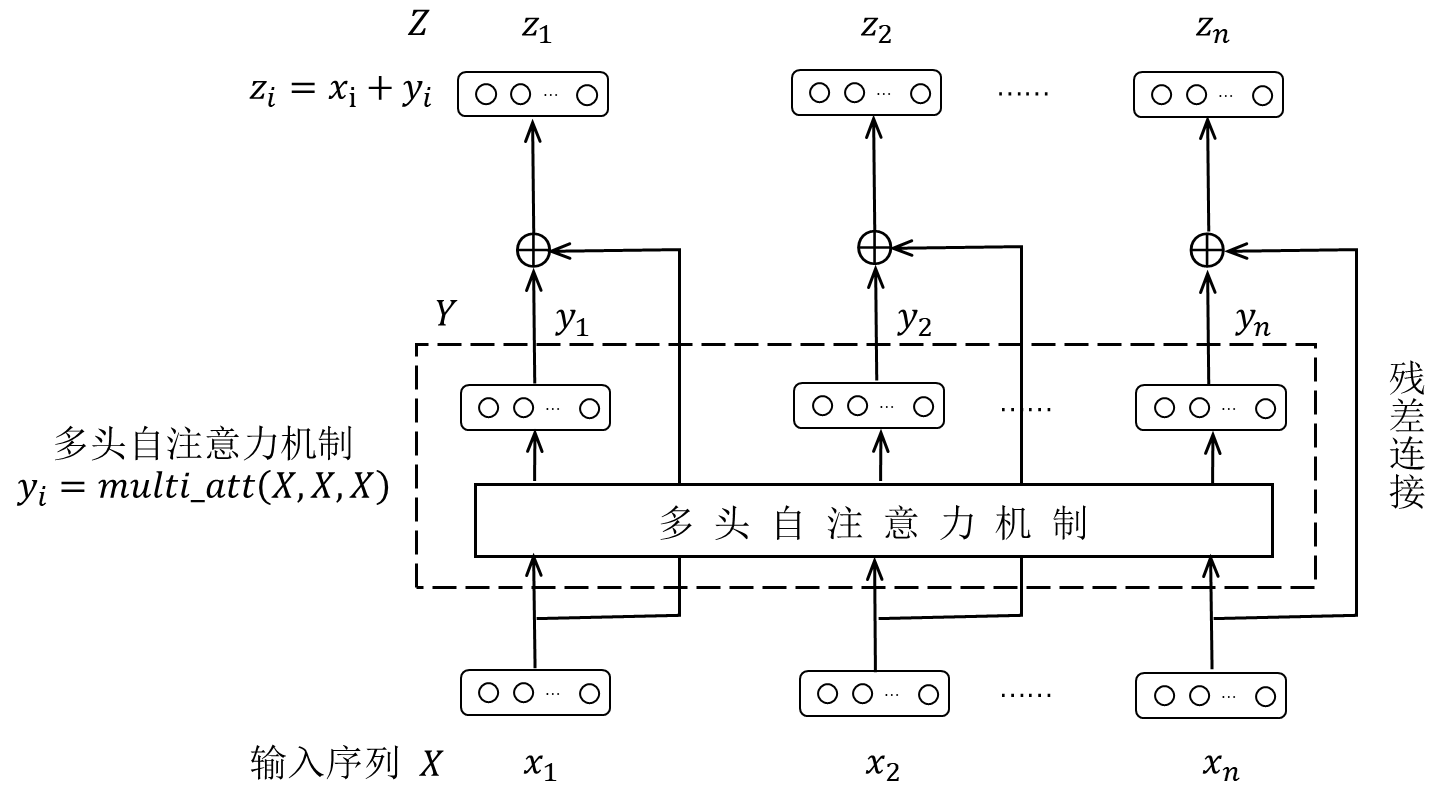 Z z₁ z₂ zₙ
zᵢ = xᵢ + yᵢ ... ... ...... ...
Y y₁ y₂ yₙ
... ... ...... ...
残差连接
多头自注意力机制
yᵢ = multi_att(X, X, X)
多头自注意力机制
... ... ...... ...
输入序列 X x₁ x₂ xₙ